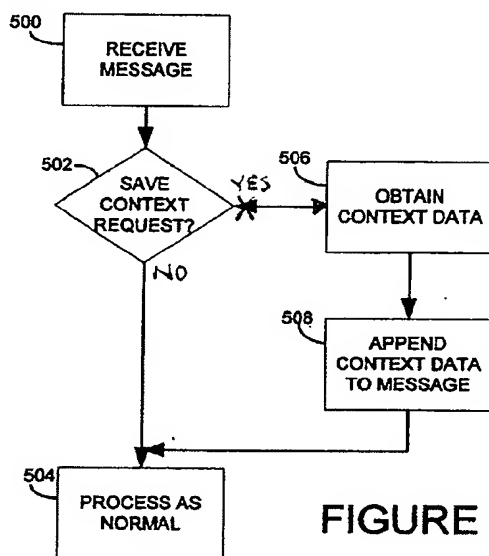 500
RECEIVE
MESSAGE
502
SAVE
CONTEXT
REQUEST?
YES
NO
506
OBTAIN
CONTEXT DATA
508
APPEND
CONTEXT DATA
TO MESSAGE
504
PROCESS AS
NORMAL
FIGURE